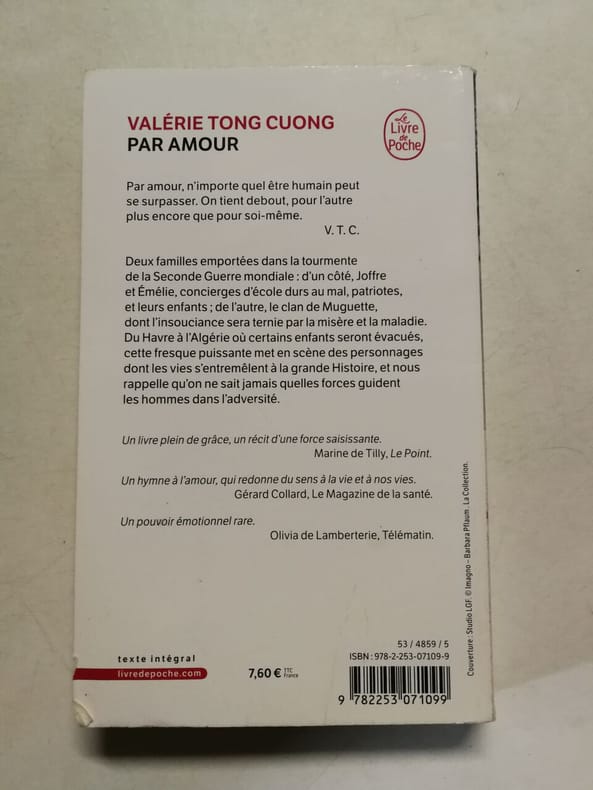 VALÉRIE TONG CUONG
PAR AMOUR
Le
Livre
de
Poche
Par amour, n'importe quel être humain peut
se surpasser. On tient debout, pour l'autre
plus encore que pour soi-même.
V. T. C.
Deux familles emportées dans la tourmente
de la Seconde Guerre mondiale : d'un côté, Joffre
et Émélie, concierges d'école durs au mal, patriotes,
et leurs enfants ; de l'autre, le clan de Muguette,
dont l'insouciance sera ternie par la misère et la maladie.
Du Havre à l'Algérie où certains enfants seront évacués,
cette fresque puissante met en scène des personnages
dont les vies s'entremêlent à la grande Histoire, et nous
rappelle qu'on ne sait jamais quelles forces guident
les hommes dans l'adversité.
Un livre plein de grâce, un récit d'une force saisissante.
Marine de Tilly, Le Point.
Un hymne à l'amour, qui redonne du sens à la vie et à nos vies.
Gérard Collard, Le Magazine de la santé.
Un pouvoir émotionnel rare.
Olivia de Lamberterie, Télématin.
Couverture : Studio LGF. © Imagno – Barbara Pflaum . La Collection.
texte intégral
livredepoche.com
7,60 € TTC
France
53 / 4859 / 5
ISBN : 978-2-253-07109-9
9 782253 071099